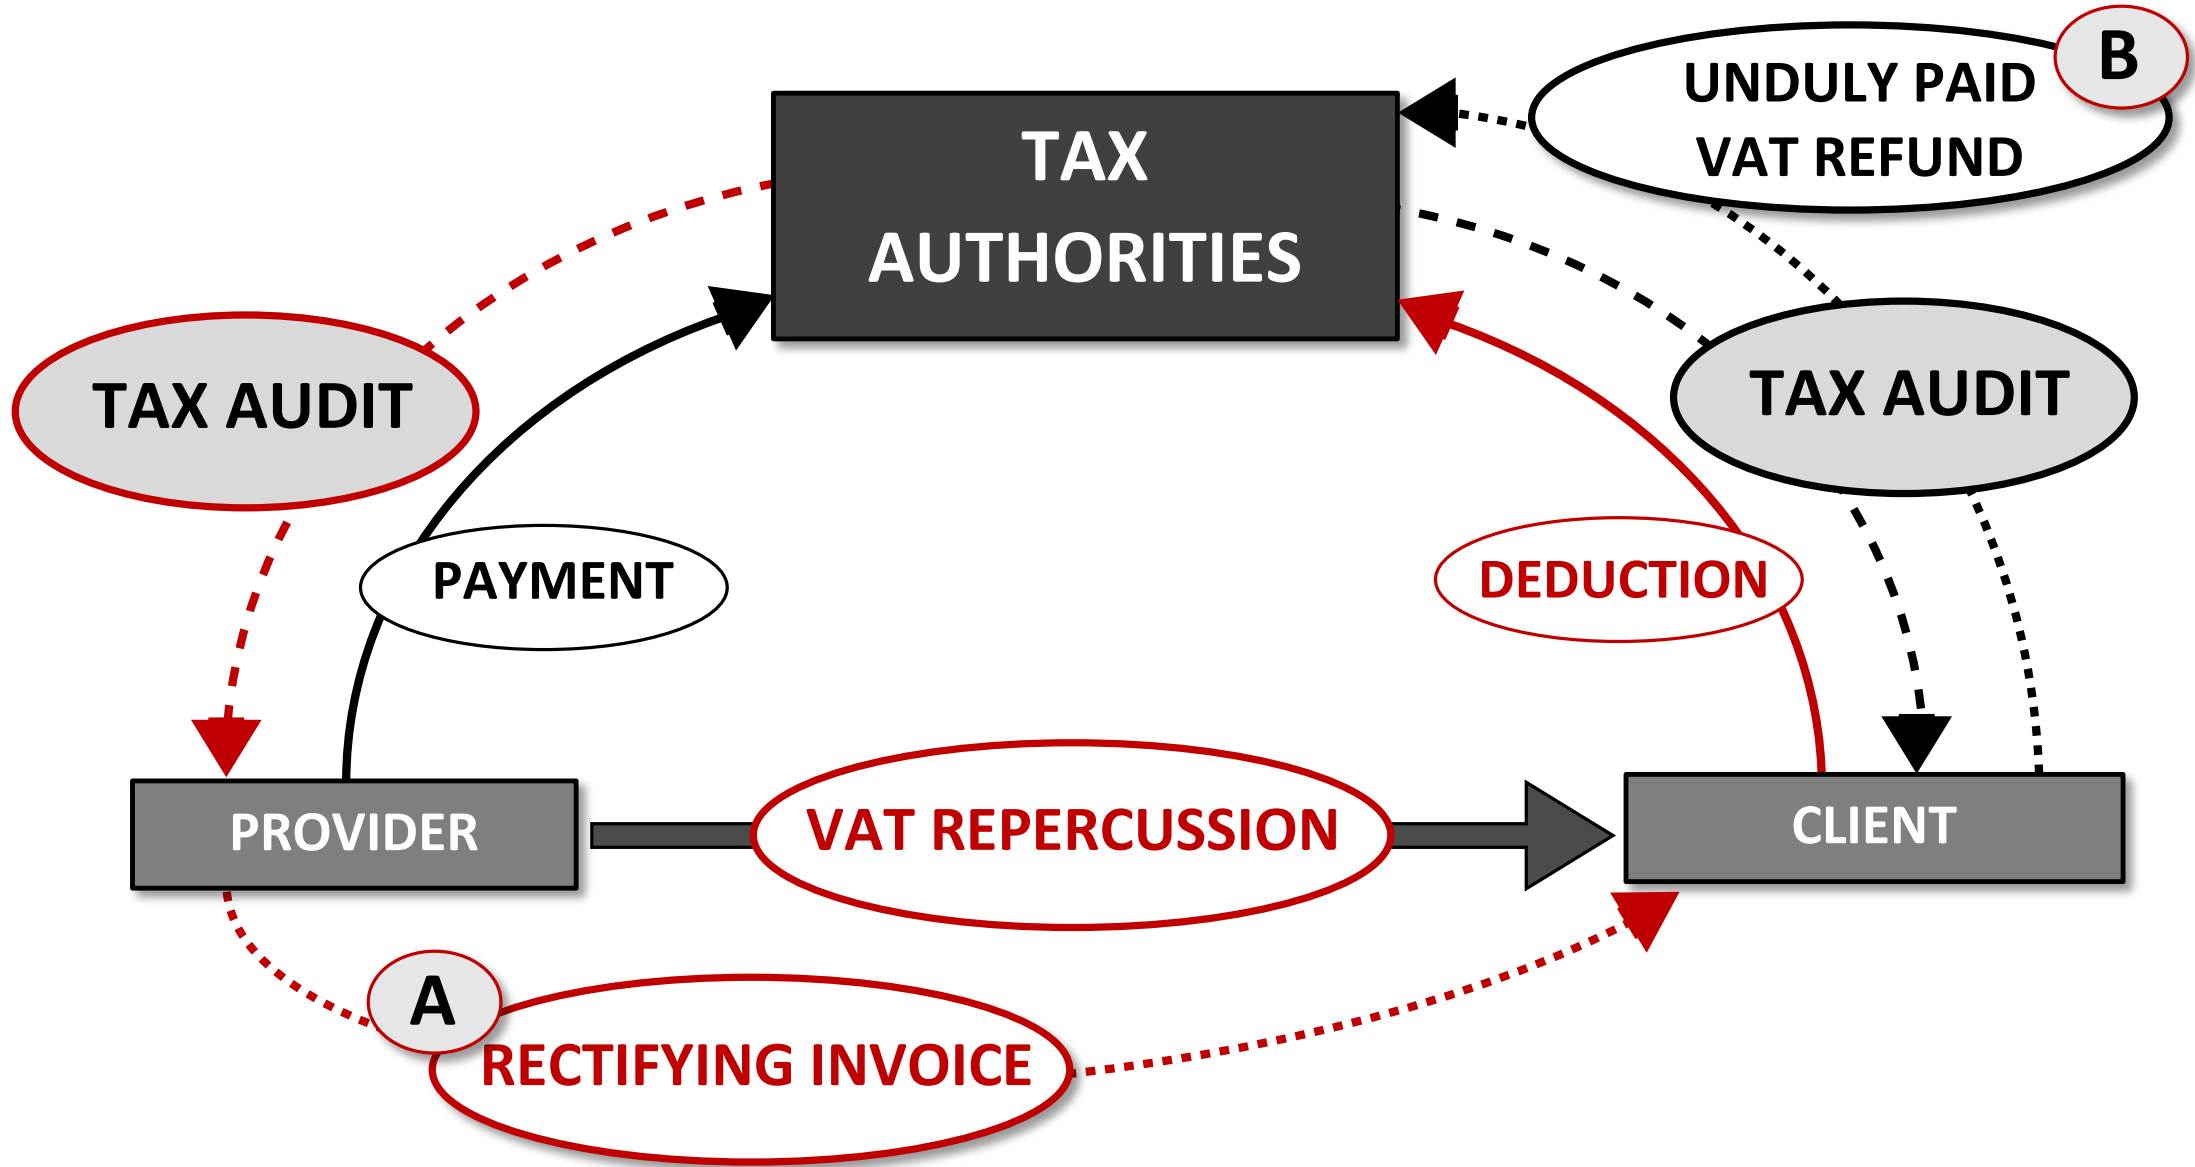 TAX
AUTHORITIES
B
UNDULY PAID
VAT REFUND
TAX AUDIT
TAX AUDIT
PAYMENT
DEDUCTION
PROVIDER
VAT REPERCUSSION
CLIENT
A
RECTIFYING INVOICE